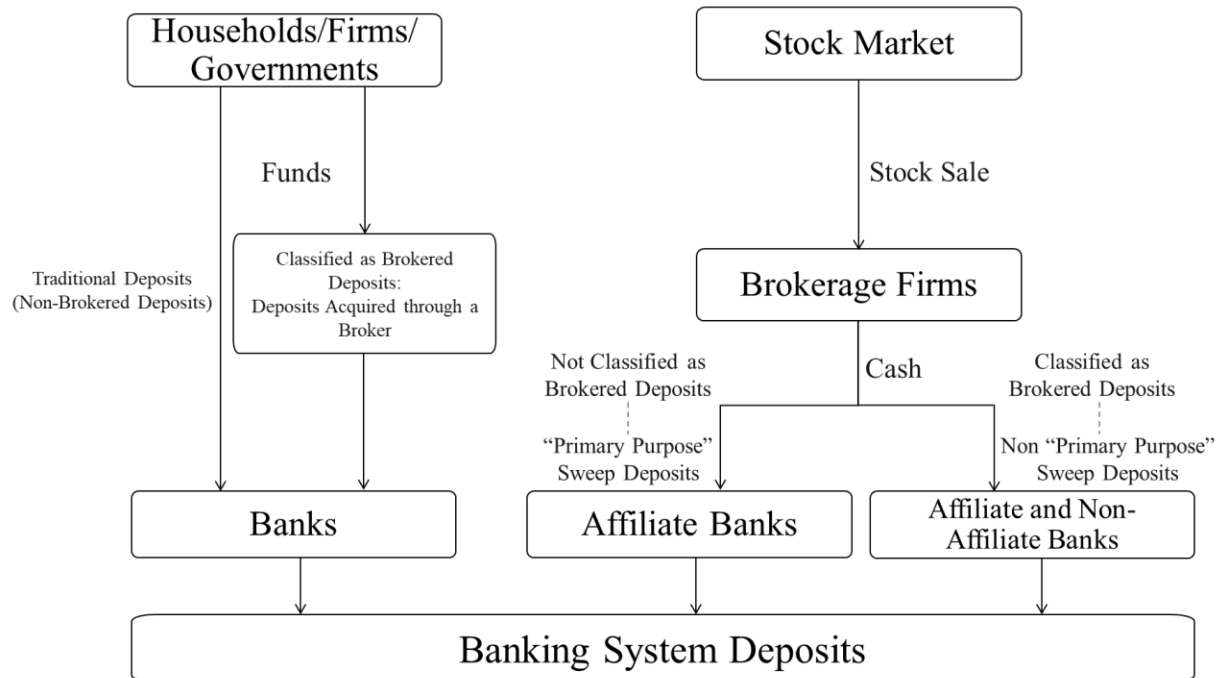 Households/Firms/
Governments
Stock Market
Funds
Stock Sale
Traditional Deposits
(Non-Brokered Deposits)
Classified as Brokered
Deposits:
Deposits Acquired through a
Broker
Brokerage Firms
Not Classified as
Brokered Deposits
Cash
Classified as
Brokered Deposits
“Primary Purpose”
Sweep Deposits
Non “Primary Purpose”
Sweep Deposits
Banks
Affiliate Banks
Affiliate and Non-
Affiliate Banks
Banking System Deposits